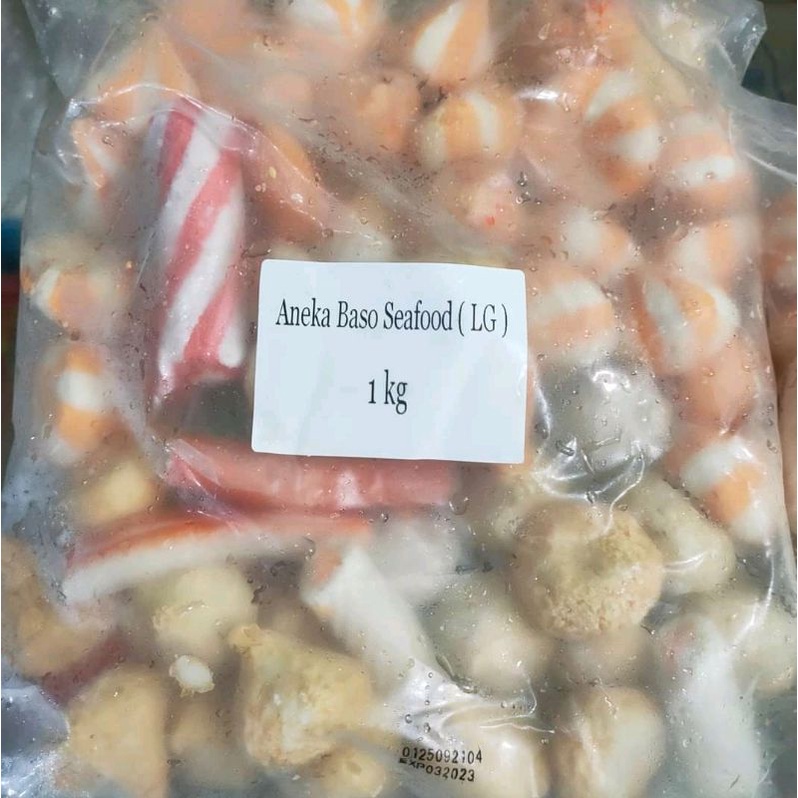 Aneka Baso Seafood ( LG )
1 kg
0125092104
EXP032023